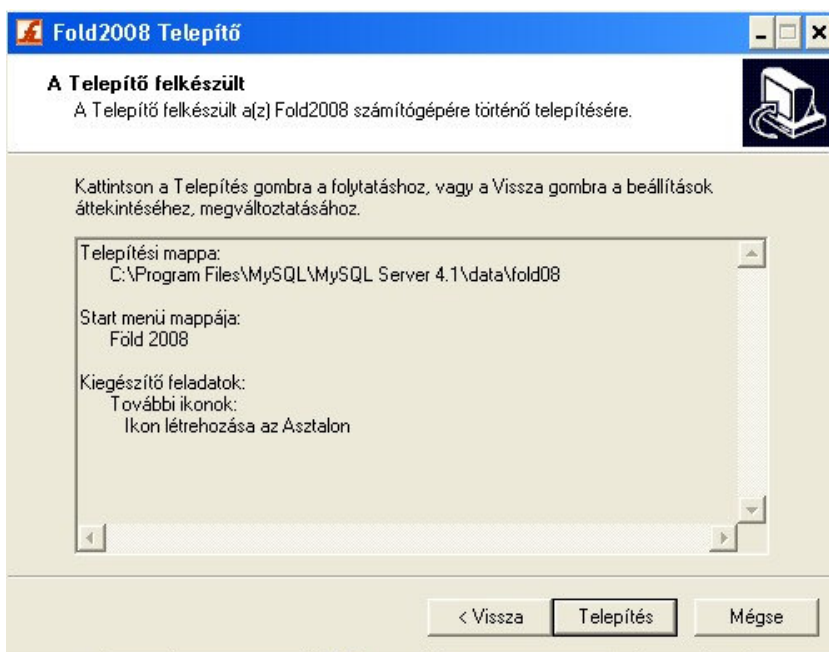 Fold2008 Telepítő
A Telepítő felkészült
A Telepítő felkészült a(z) Fold2008 számítógépére történő telepítésére.
Kattintson a Telepítés gombra a folytatáshoz, vagy a Vissza gombra a beállítások
áttekintéséhez, megváltoztatásához.
Telepítési mappa:
C:\Program Files\MySQL\MySQL Server 4.1\data\fold08
Start menü mappája:
Föld 2008
Kiegészítő feladatok:
További ikonok:
Ikon létrehozása az Asztalon
< Vissza
Telepítés
Mégse